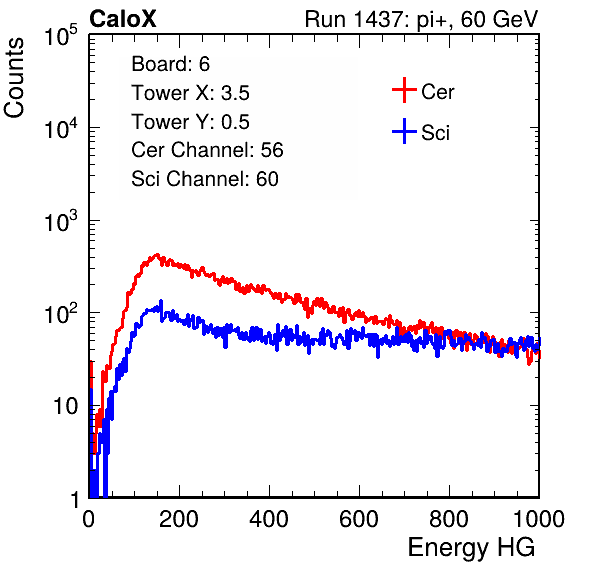 CaloX Run 1437: pi+, 60 GeV
Counts
10^5
10^4
10^3
10^2
10
1
Board: 6
Tower X: 3.5
Tower Y: 0.5
Cer Channel: 56
Sci Channel: 60
Cer
Sci
0 200 400 600 800 1000
Energy HG